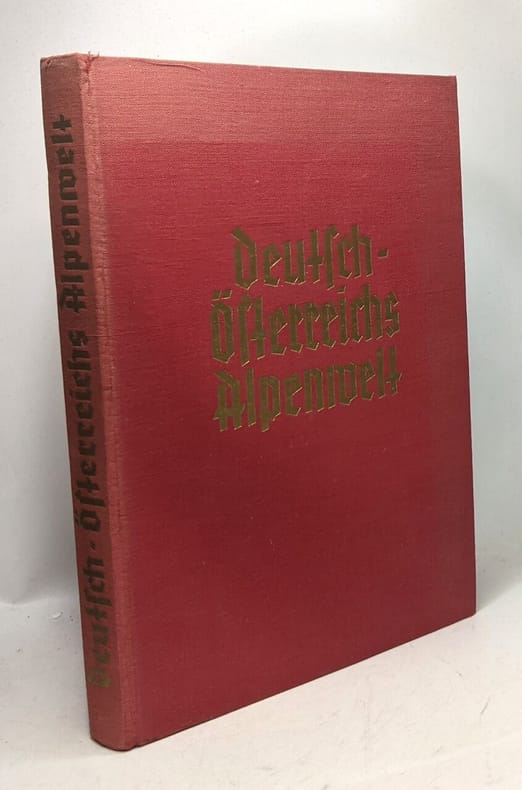 Deutsch-
Österreichs
Alpenwelt
Deutsch-Österreichs Alpenwelt